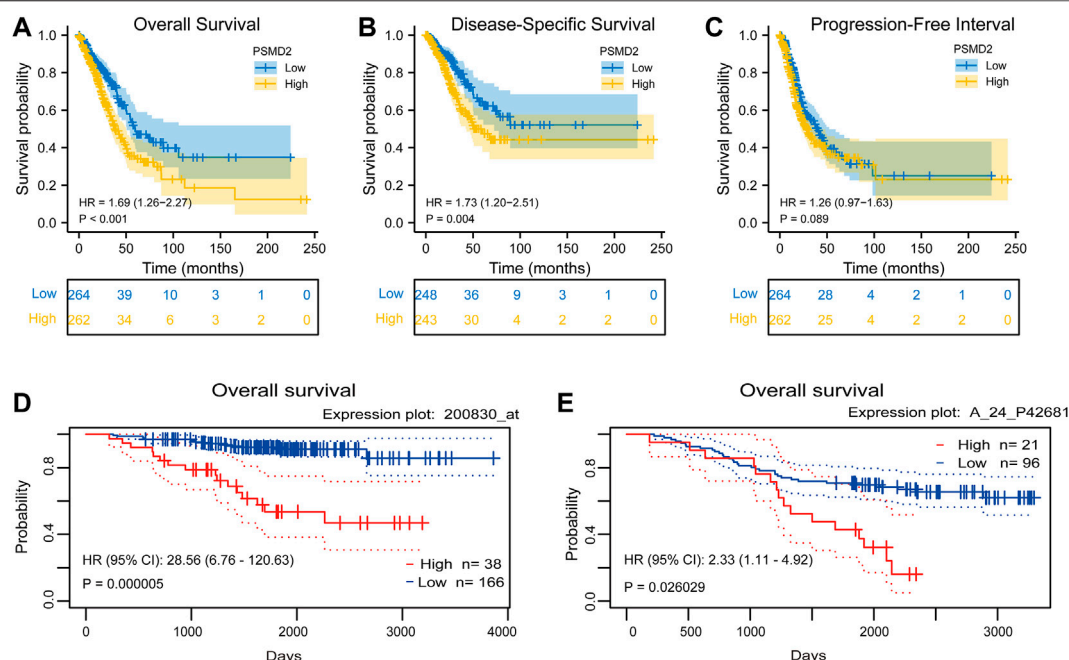 A
Overall Survival
PSMD2
Low
High
Survival probability
1.0
0.8
0.6
0.4
0.2
0.0
HR = 1.69 (1.26−2.27)
P < 0.001
0 50 100 150 200 250
Time (months)
Low 264 39 10 3 1 0
High 262 34 6 3 2 0
B
Disease-Specific Survival
PSMD2
Low
High
Survival probability
1.0
0.8
0.6
0.4
0.2
0.0
HR = 1.73 (1.20−2.51)
P = 0.004
0 50 100 150 200 250
Time (months)
Low 248 36 9 3 1 0
High 243 30 4 2 2 0
C
Progression-Free Interval
PSMD2
Low
High
Survival probability
1.0
0.8
0.6
0.4
0.2
0.0
HR = 1.26 (0.97−1.63)
P = 0.089
0 50 100 150 200 250
Time (months)
Low 264 28 4 2 1 0
High 262 25 4 2 2 0
D
Overall survival
Expression plot: 200830_at
Probability
0.8
0.4
0.0
HR (95% CI): 28.56 (6.76 - 120.63)
P = 0.000005
High n= 38
Low n= 166
0 1000 2000 3000 4000
Days
E
Overall survival
Expression plot: A_24_P42681
High n= 21
Low n= 96
Probability
0.8
0.4
0.0
HR (95% CI): 2.33 (1.11 - 4.92)
P = 0.026029
0 500 1000 2000 3000
Days